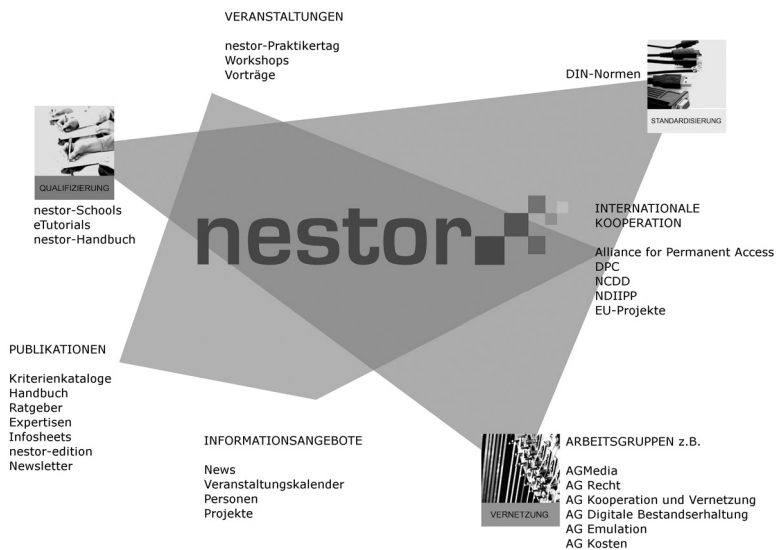 VERANSTALTUNGEN
nestor-Praktikertag
Workshops
Vorträge
DIN-Normen
STANDARDISIERUNG
QUALIFIZIERUNG
nestor-Schools
eTutorials
nestor-Handbuch
nestor
INTERNATIONALE
KOOPERATION
Alliance for Permanent Access
DPC
NCDD
NDIIPP
EU-Projekte
PUBLIKATIONEN
Kriterienkataloge
Handbuch
Ratgeber
Expertisen
Infosheets
nestor-edition
Newsletter
INFORMATIONSANGEBOTE
News
Veranstaltungskalender
Personen
Projekte
VERNETZUNG
ARBEITSGRUPPEN z.B.
AGMedia
AG Recht
AG Kooperation und Vernetzung
AG Digitale Bestandserhaltung
AG Emulation
AG Kosten